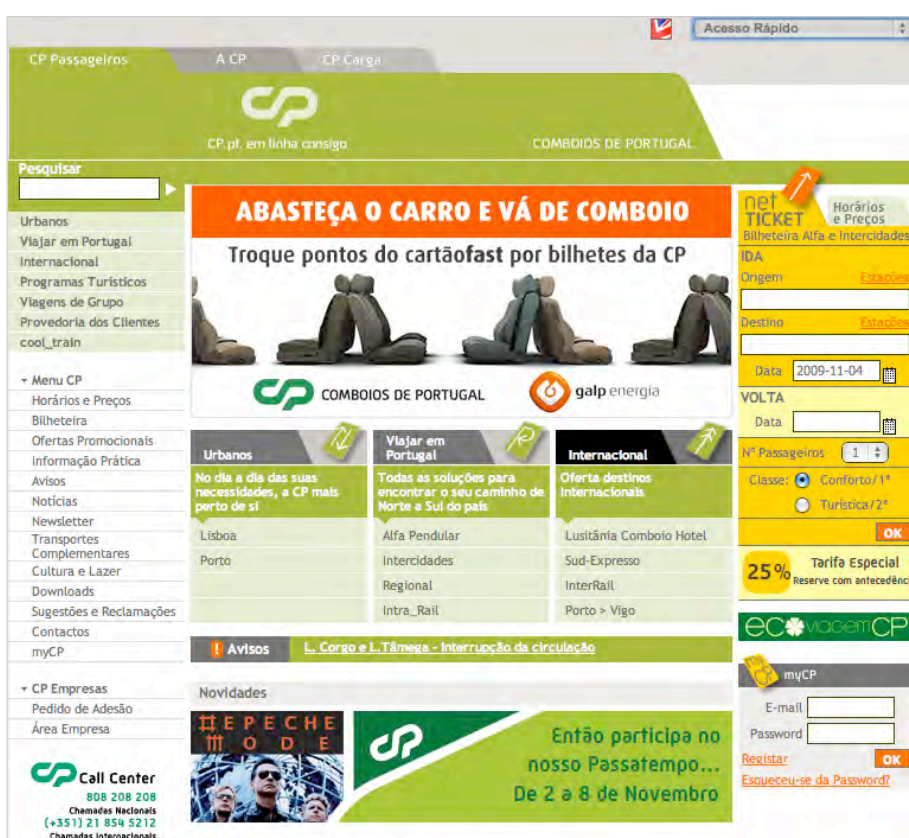 Acesso Rápido
CP Passageiros
A CP
CP Carga
CP
CP.pt. em linha consigo
COMBOIOS DE PORTUGAL
Pesquisar
Urbanos
Viajar em Portugal
Internacional
Programas Turísticos
Viagens de Grupo
Provedoria dos Clientes
cool_train
Menu CP
Horários e Preços
Bilheteira
Ofertas Promocionais
Informação Prática
Avisos
Notícias
Newsletter
Transportes
Complementares
Cultura e Lazer
Downloads
Sugestões e Reclamações
Contactos
myCP
CP Empresas
Pedido de Adesão
Área Empresa
CP Call Center
808 208 208
Chamadas Nacionais
(+351) 21 854 5212
Chamadas Internacionais
ABASTEÇA O CARRO E VÁ DE COMBOIO
Troque pontos do cartãofast por bilhetes da CP
CP COMBOIOS DE PORTUGAL
galp energia
Urbanos
No dia a dia das suas
necessidades, a CP mais
perto de si
Lisboa
Porto
Viajar em
Portugal
Todas as soluções para
encontrar o seu caminho de
Norte a Sul do país
Alfa Pendular
Intercidades
Regional
Intra_Rail
Internacional
Oferta destinos
Internacionais
Lusitânia Comboio Hotel
Sud-Expresso
InterRail
Porto > Vigo
! Avisos
L. Corgo e L.Tâmega - Interrupção da circulação
Novidades
DEPECHE
MODE
CP
Então participa no
nosso Passatempo...
De 2 a 8 de Novembro
net
TICKET
Horários
e Preços
Bilheteira Alfa e Intercidades
IDA
Origem
Estações
Destino
Estações
Data 2009-11-04
VOLTA
Data
Nº Passageiros 1
Classe: Conforto/1ª
Turística/2ª
OK
25% Tarifa Especial
Reserve com antecedênci
ecoviagemCP
myCP
E-mail
Password
Registar
OK
Esqueceu-se da Password?